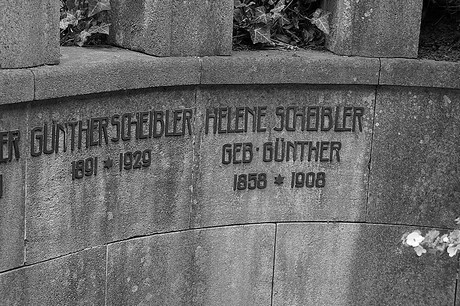 GÜNTHER SCHEIBLER
1891 * 1929
HELENE SCHEIBLER
GEB · GÜNTHER
1858 * 1908